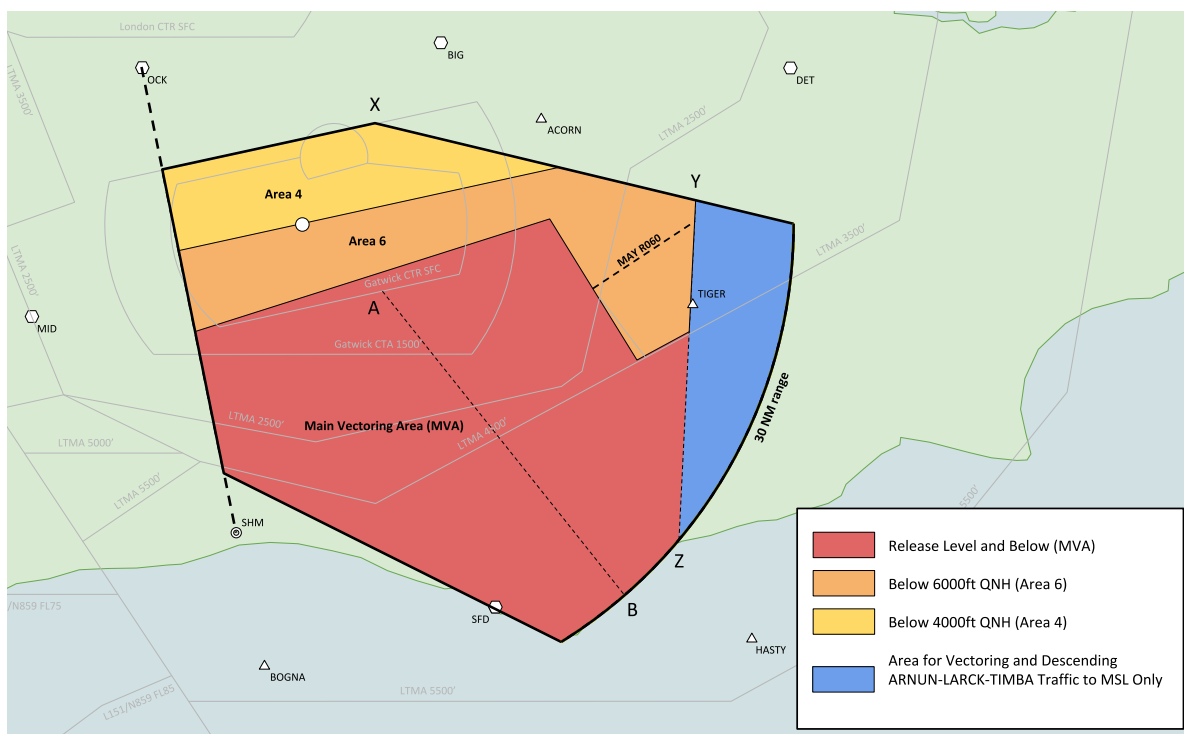 London CTR SFC
BIG
OCK
DET
LTMA 3500'
X
ACORN
LTMA 2500'
Y
Area 4
Area 6
MAY R060
LTMA 3500'
LTMA 2500'
Gatwick CTR SFC
TIGER
A
MID
Gatwick CTA 1500'
30 NM range
LTMA 2500'
Main Vectoring Area (MVA)
LTMA 4500'
LTMA 5000'
LTMA 5500'
5500'
SHM
Z
/N859 FL75
B
SFD
HASTY
BOGNA
L151/N859 FL85
LTMA 5500'
Release Level and Below (MVA)
Below 6000ft QNH (Area 6)
Below 4000ft QNH (Area 4)
Area for Vectoring and Descending
ARNUN-LARCK-TIMBA Traffic to MSL Only